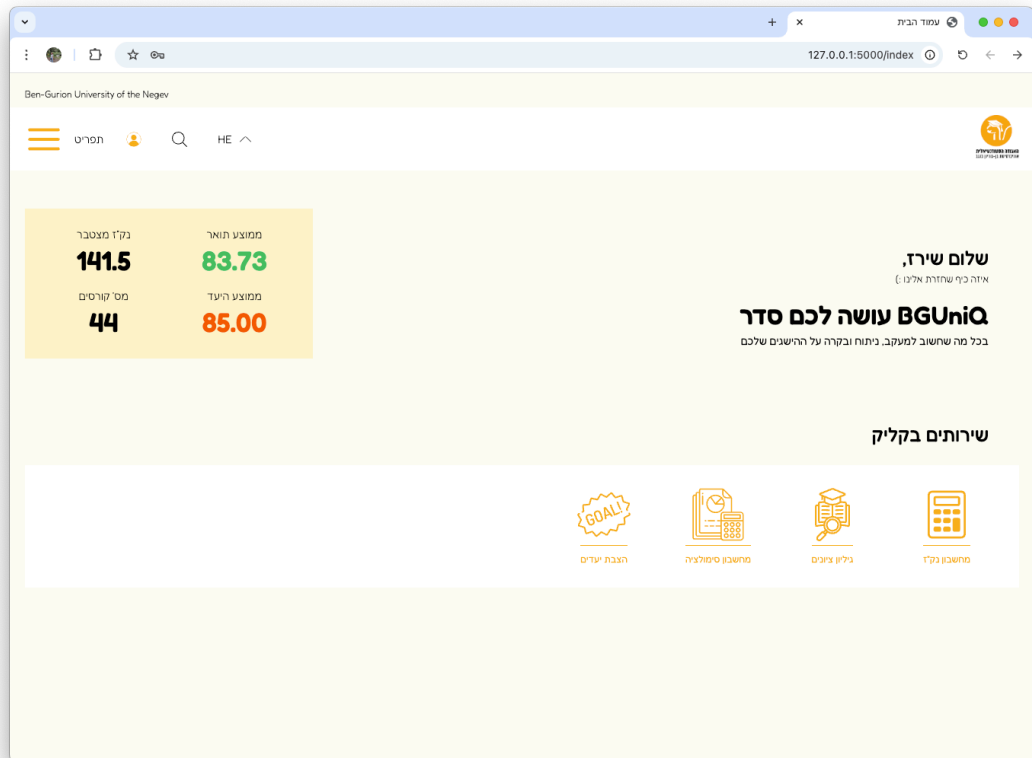 עמוד הבית
127.0.0.1:5000/index
Ben-Gurion University of the Negev
HE
תפריט
שלום שירז,
איזה כיף שחזרת אלינו :)
BGUniQ עושה לכם סדר
בכל מה שחשוב למעקב, ניתוח ובקרה על ההישגים שלכם
ממוצע תואר
נק"ז מצטבר
83.73
141.5
ממוצע היעד
מס' קורסים
85.00
44
שירותים בקליק
GOAL!
מחשבון נק"ז
גיליון ציונים
מחשבון סימולציה
הצבת יעדים